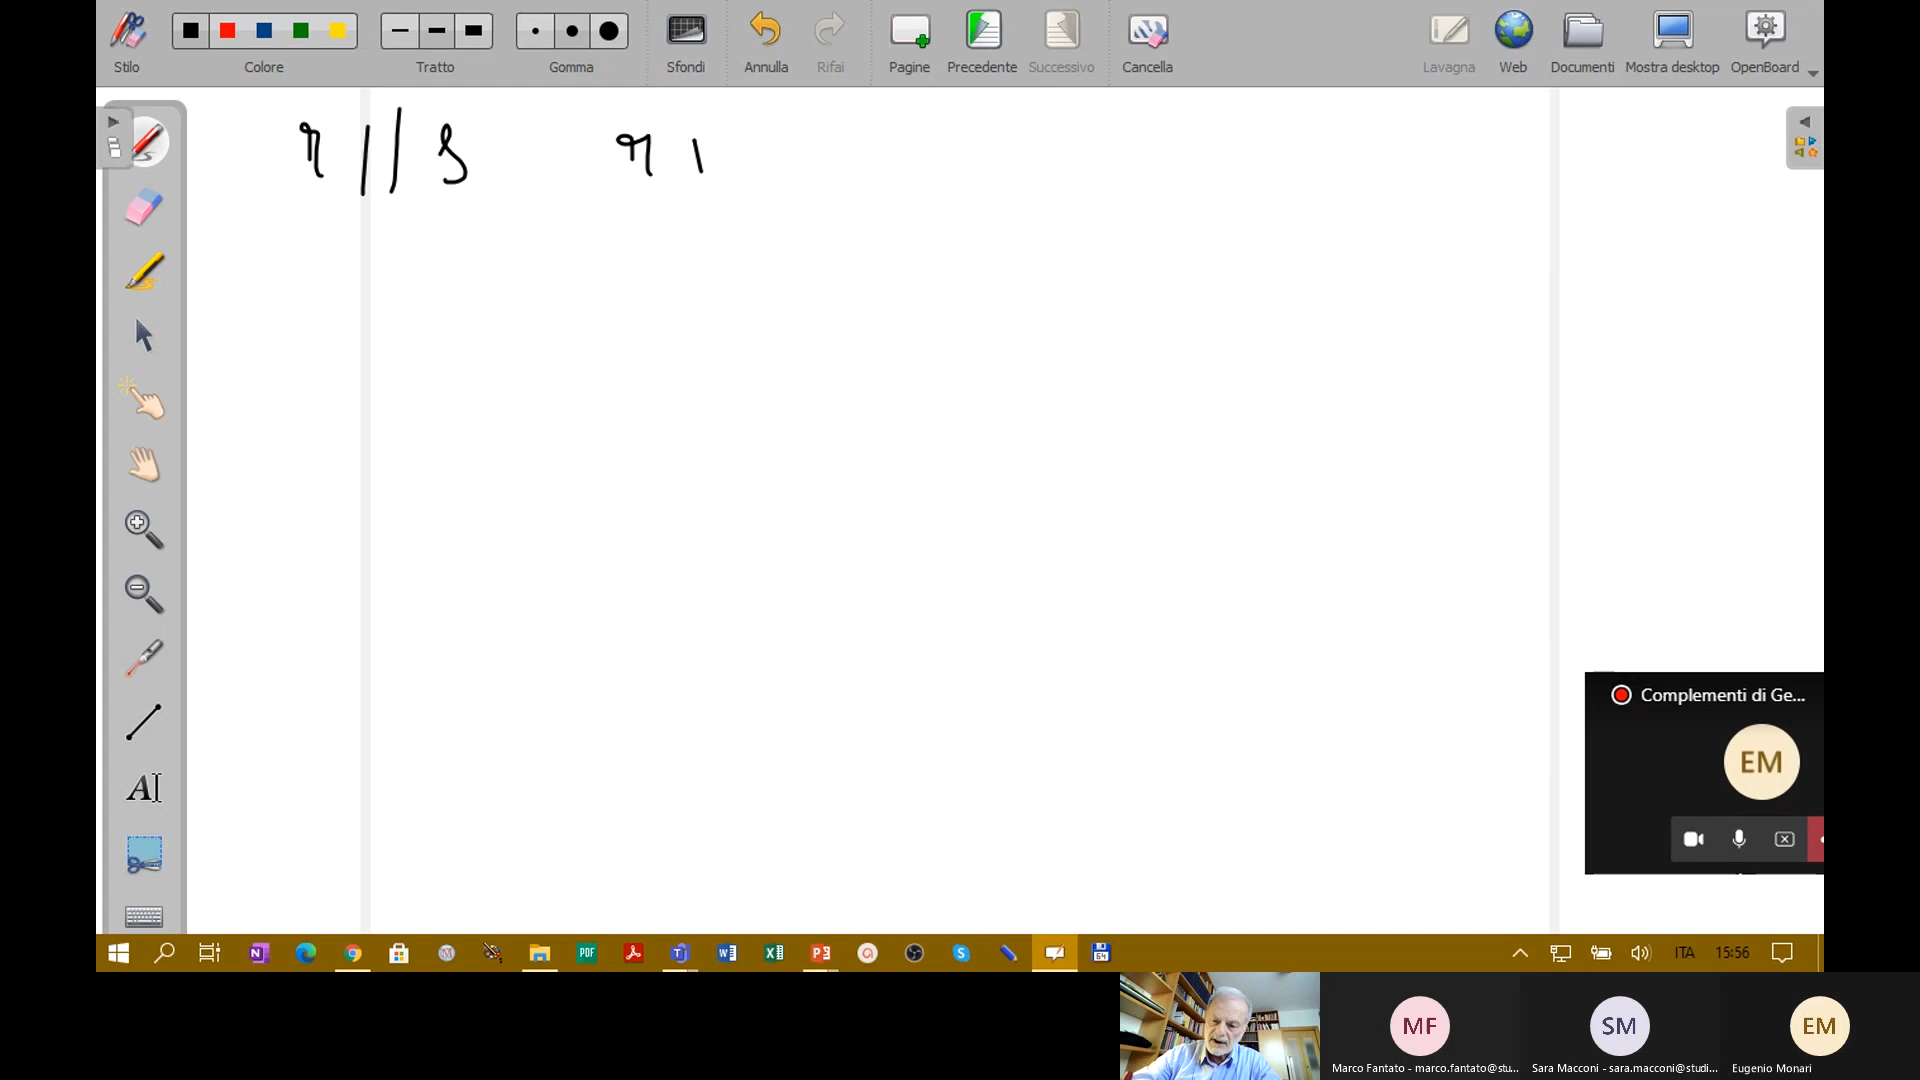 Stilo Colore Tratto Gomma Sfondi Annulla Rifai Pagine Precedente Successivo Cancella Lavagna Web Documenti Mostra desktop OpenBoard
r // s r
Complementi di Ge...
EM
ITA 15:56
MF SM EM
Marco Fantato - marco.fantato@stu... Sara Macconi - sara.macconi@studi... Eugenio Monari